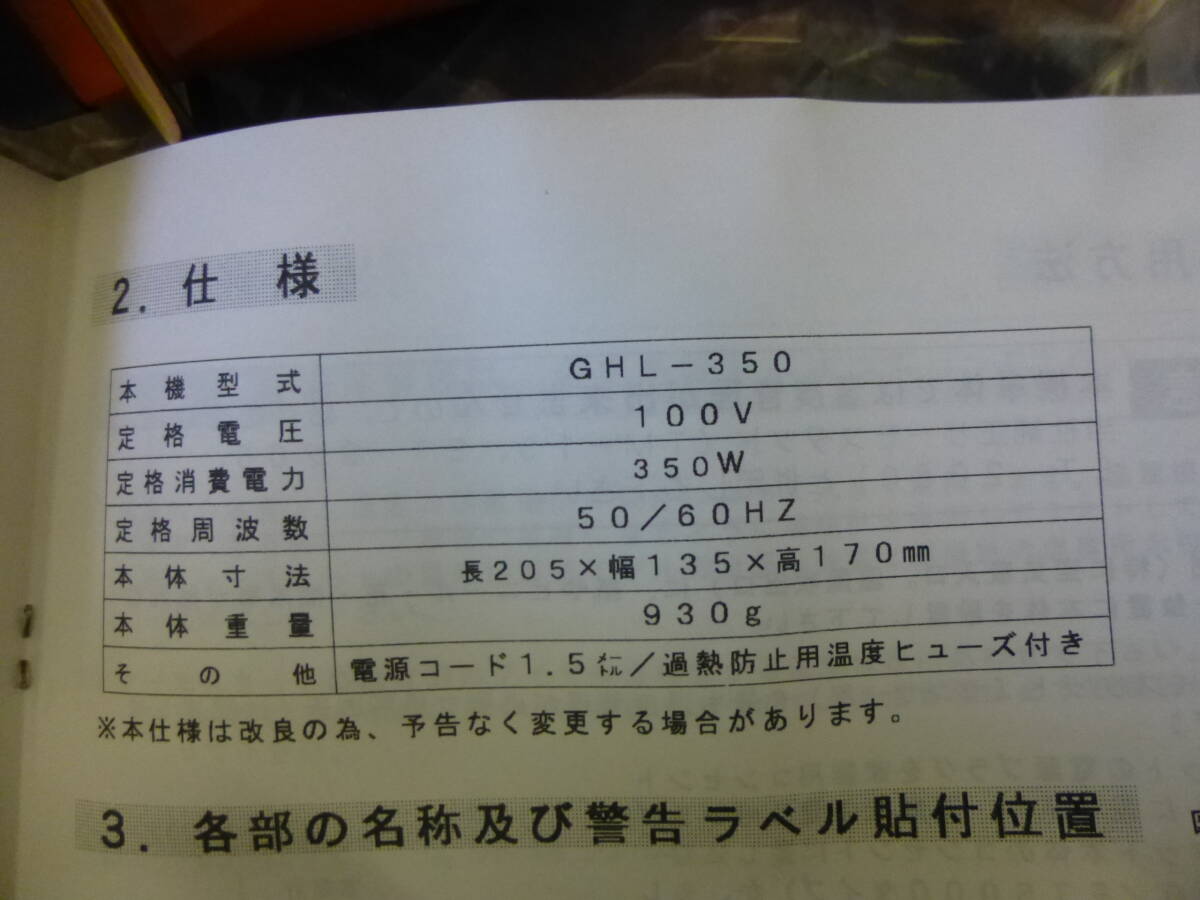 2. 仕様
本機型式 GHL－350
定格電圧 100V
定格消費電力 350W
定格周波数 50／60HZ
本体寸法 長205×幅135×高170㎜
本体重量 930g
その他 電源コード1.5㍍／過熱防止用温度ヒューズ付き
※本仕様は改良の為、予告なく変更する場合があります。
3. 各部の名称及び警告ラベル貼付位置
用方法